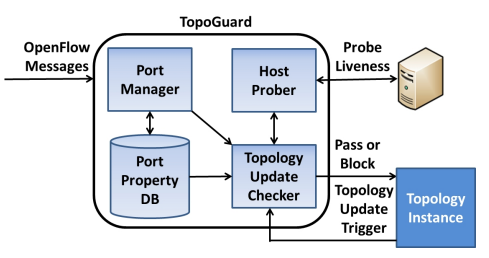 TopoGuard
OpenFlow
Messages
Port
Manager
Host
Prober
Probe
Liveness
Port
Property
DB
Topology
Update
Checker
Pass or
Block
Topology
Update
Trigger
Topology
Instance